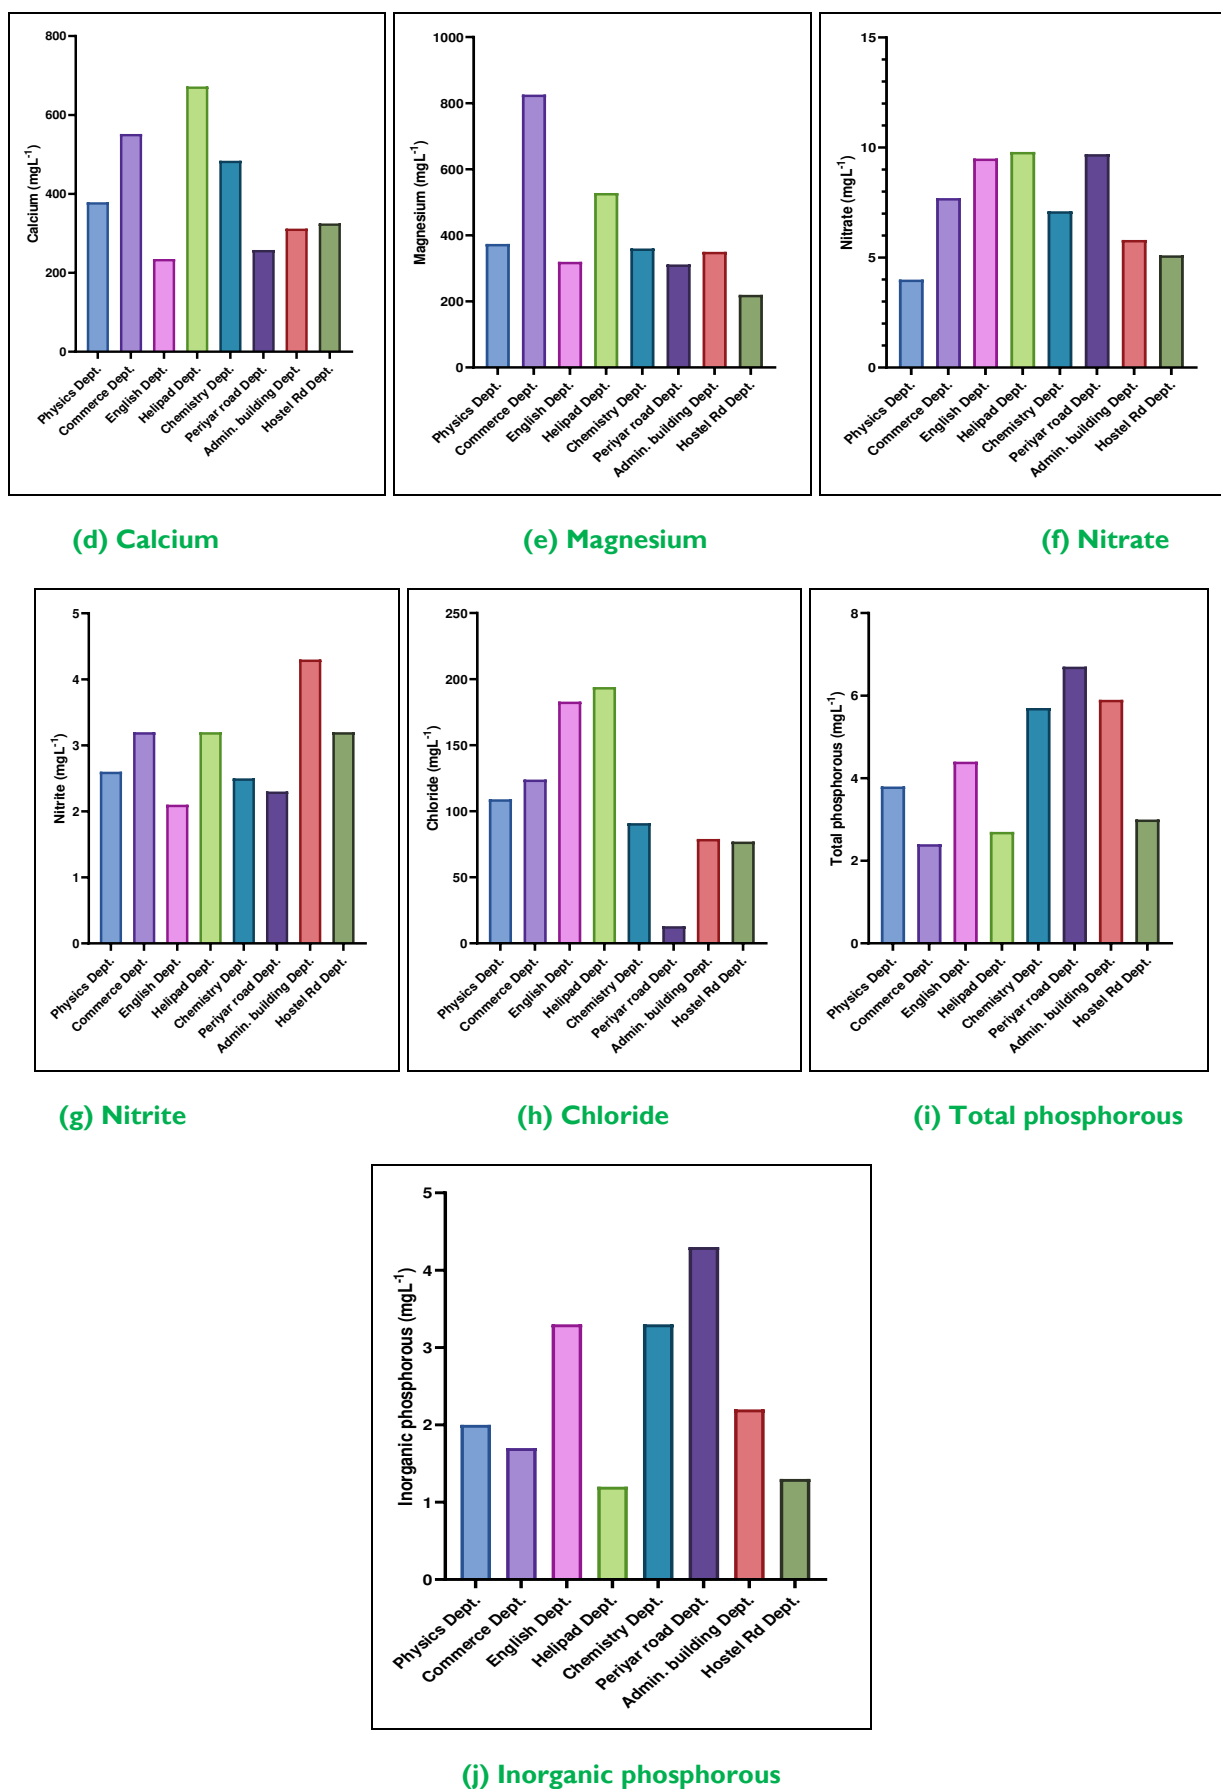 800
600
400
200
0
Calcium (mgL-1)
Physics Dept.
Commerce Dept.
English Dept.
Helipad Dept.
Chemistry Dept.
Periyar road Dept.
Admin. building Dept.
Hostel Rd Dept.
(d) Calcium
1000
800
600
400
200
0
Magnesium (mgL-1)
Physics Dept.
Commerce Dept.
English Dept.
Helipad Dept.
Chemistry Dept.
Periyar road Dept.
Admin. building Dept.
Hostel Rd Dept.
(e) Magnesium
15
10
5
0
Nitrate (mgL-1)
Physics Dept.
Commerce Dept.
English Dept.
Helipad Dept.
Chemistry Dept.
Periyar road Dept.
Admin. building Dept.
Hostel Rd Dept.
(f) Nitrate
5
4
3
2
1
0
Nitrite (mgL-1)
Physics Dept.
Commerce Dept.
English Dept.
Helipad Dept.
Chemistry Dept.
Periyar road Dept.
Admin. building Dept.
Hostel Rd Dept.
(g) Nitrite
250
200
150
100
50
0
Chloride (mgL-1)
Physics Dept.
Commerce Dept.
English Dept.
Helipad Dept.
Chemistry Dept.
Periyar road Dept.
Admin. building Dept.
Hostel Rd Dept.
(h) Chloride
8
6
4
2
0
Total phosphorous (mgL-1)
Physics Dept.
Commerce Dept.
English Dept.
Helipad Dept.
Chemistry Dept.
Periyar road Dept.
Admin. building Dept.
Hostel Rd Dept.
(i) Total phosphorous
5
4
3
2
1
0
Inorganic phosphorous (mgL-1)
Physics Dept.
Commerce Dept.
English Dept.
Helipad Dept.
Chemistry Dept.
Periyar road Dept.
Admin. building Dept.
Hostel Rd Dept.
(j) Inorganic phosphorous